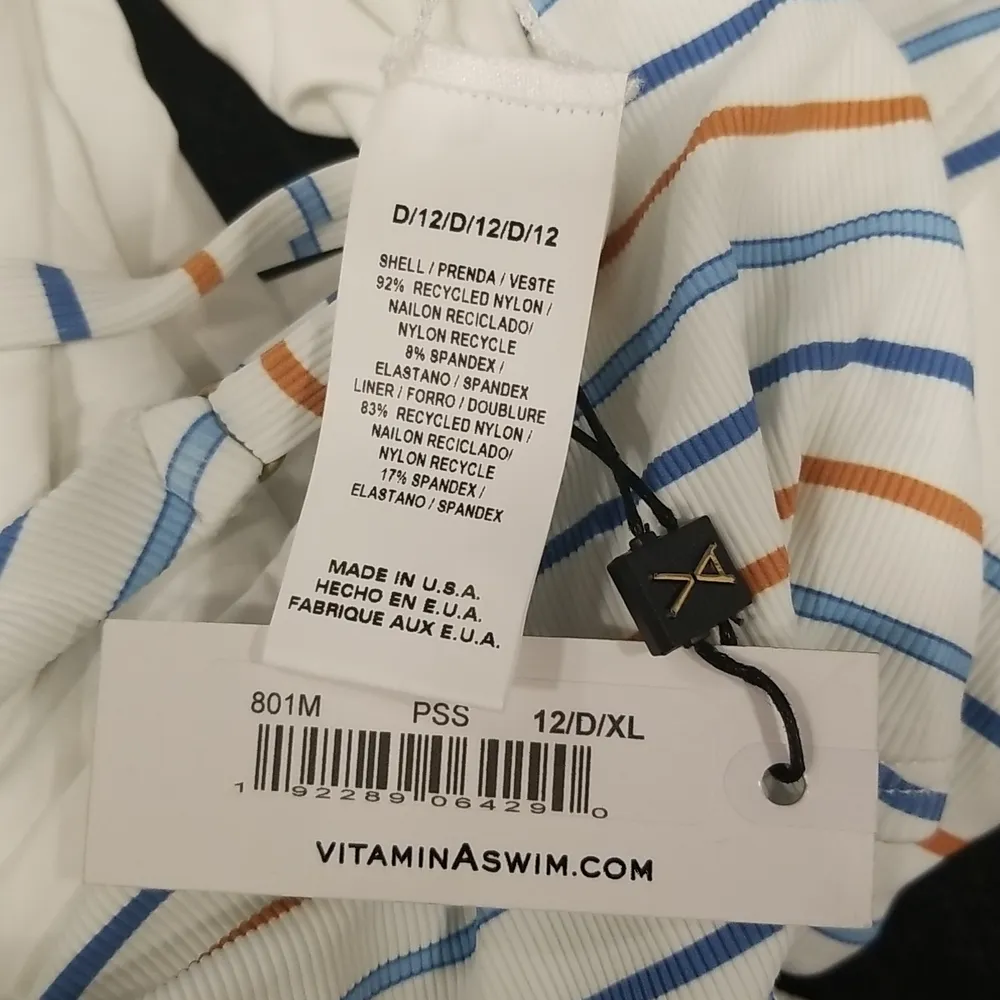 D/12/D/12/D/12
SHELL / PRENDA / VESTE
92% RECYCLED NYLON /
NAILON RECICLADO/
NYLON RECYCLE
8% SPANDEX /
ELASTANO / SPANDEX
LINER / FORRO / DOUBLURE
83% RECYCLED NYLON /
NAILON RECICLADO/
NYLON RECYCLE
17% SPANDEX /
ELASTANO / SPANDEX
MADE IN U.S.A.
HECHO EN E.U.A.
FABRIQUE AUX E.U.A.
801M PSS 12/D/XL
1 92289 06429 0
VITAMINASWIM.COM